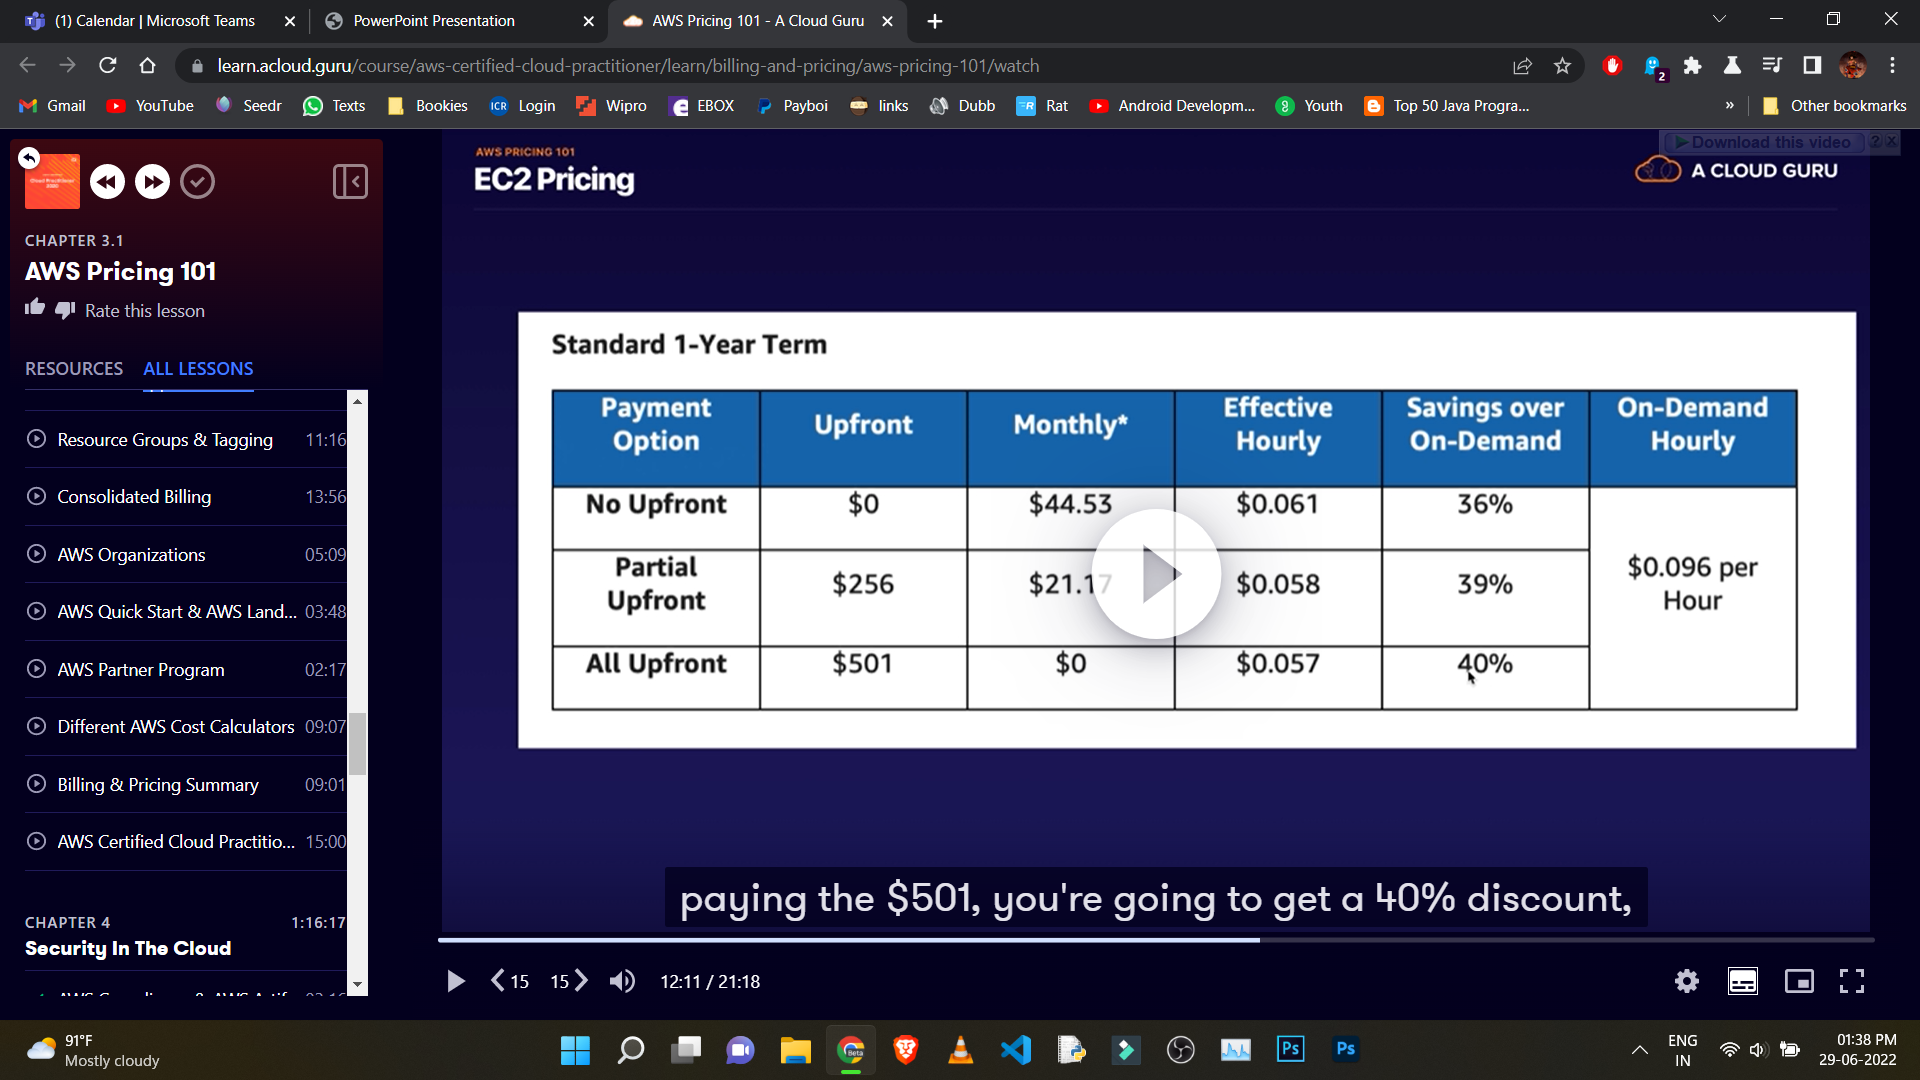 (1) Calendar | Microsoft Teams
PowerPoint Presentation
AWS Pricing 101 - A Cloud Guru
learn.acloud.guru/course/aws-certified-cloud-practitioner/learn/billing-and-pricing/aws-pricing-101/watch
2
Gmail YouTube Seedr Texts Bookies ICR Login Wipro EBOX Payboi links Dubb Rat Android Developm... Youth Top 50 Java Progra... » Other bookmarks
CHAPTER 3.1
AWS Pricing 101
Rate this lesson
RESOURCES ALL LESSONS
Resource Groups & Tagging 11:16
Consolidated Billing 13:56
AWS Organizations 05:09
AWS Quick Start & AWS Land... 03:48
AWS Partner Program 02:17
Different AWS Cost Calculators 09:07
Billing & Pricing Summary 09:01
AWS Certified Cloud Practitio... 15:00
CHAPTER 4 1:16:17
Security In The Cloud
AWS PRICING 101
EC2 Pricing
Download this video ? X
A CLOUD GURU
Standard 1-Year Term
Payment Option Upfront Monthly* Effective Hourly Savings over On-Demand On-Demand Hourly
No Upfront $0 $44.53 $0.061 36%
Partial Upfront $256 $21.17 $0.058 39% $0.096 per Hour
All Upfront $501 $0 $0.057 40%
paying the $501, you're going to get a 40% discount,
15 15 12:11 / 21:18
91°F
Mostly cloudy
Beta
Ps
Ps
ENG
IN
01:38 PM
29-06-2022